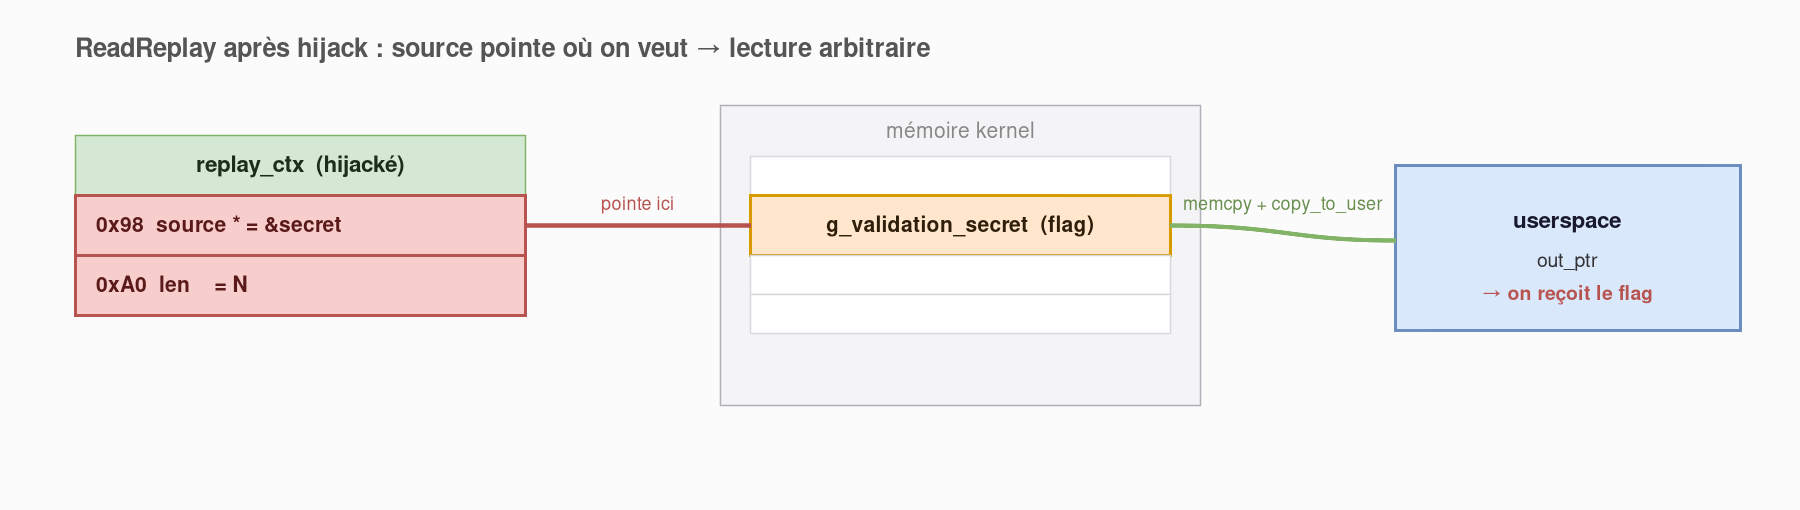 ReadReplay après hijack : source pointe où on veut → lecture arbitraire
mémoire kernel
replay_ctx (hijacké)
0x98 source * = &secret
0xA0 len = N
pointe ici
g_validation_secret (flag)
memcpy + copy_to_user
userspace
out_ptr
→ on reçoit le flag